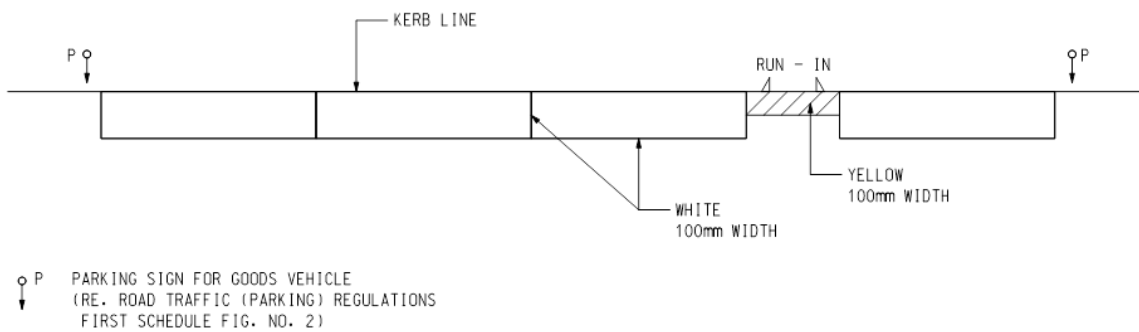 KERB LINE
P
P
RUN - IN
YELLOW
100mm WIDTH
WHITE
100mm WIDTH
P PARKING SIGN FOR GOODS VEHICLE
(RE. ROAD TRAFFIC (PARKING) REGULATIONS
FIRST SCHEDULE FIG. NO. 2)